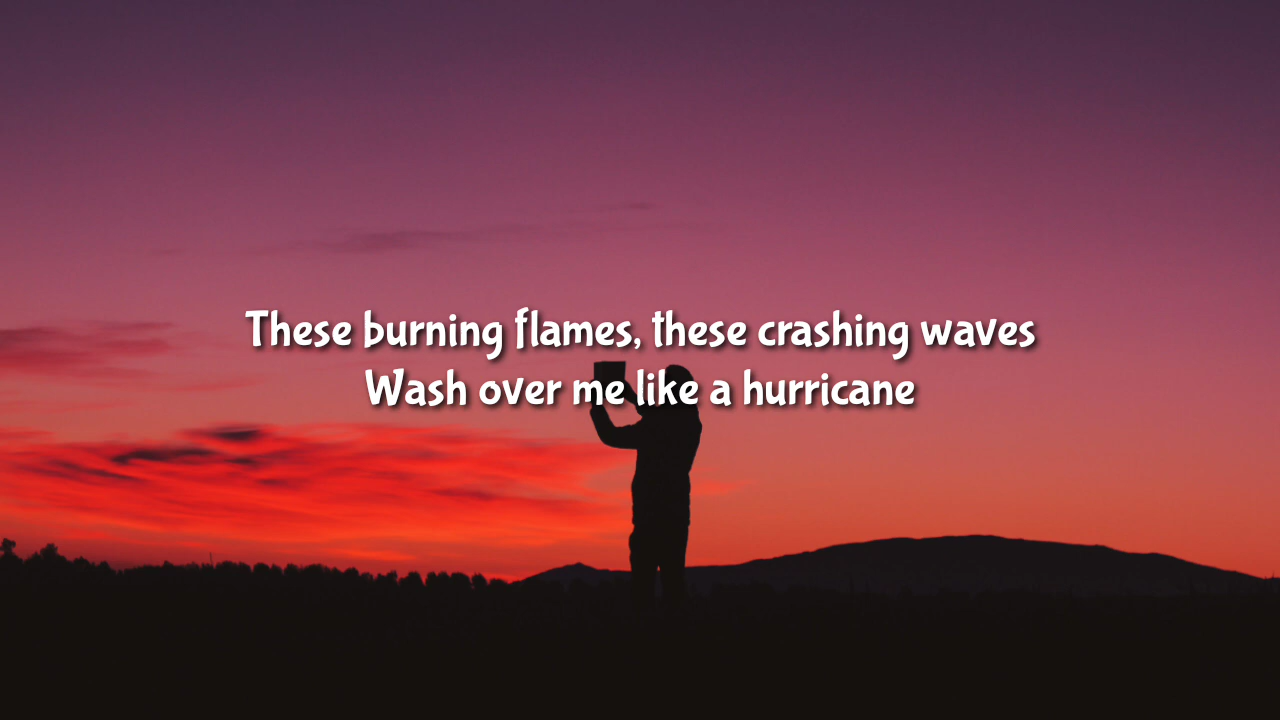 These burning flames, these crashing waves
Wash over me like a hurricane